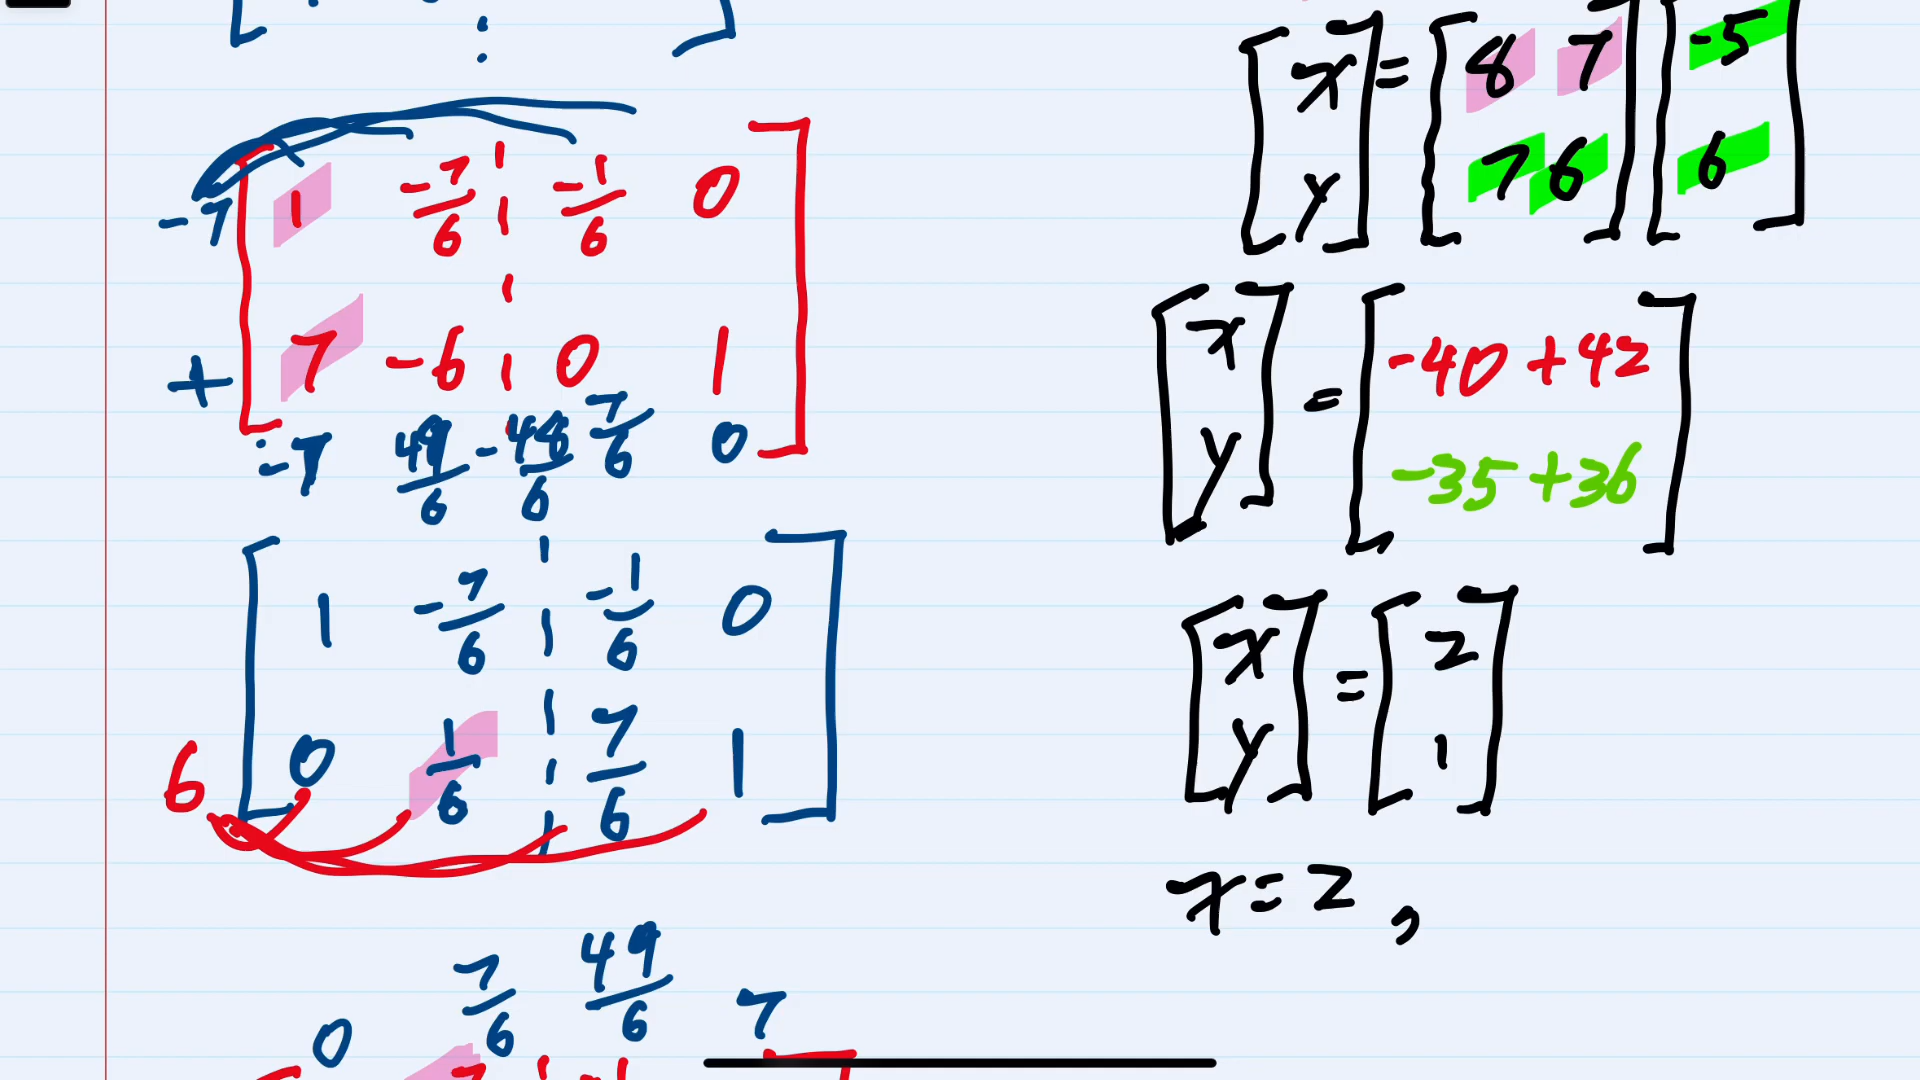 -7 [ 1 -7/6 ¦ -1/6 0 ]
+ [ 7 -6 ¦ 0 1 ]
-7 49/6 -48/6 7/6 0
[ 1 -7/6 ¦ -1/6 0 ]
6 [ 0 1/6 ¦ 7/6 1 ]
0 7/6 49/6 7
[ x ] = [ 8 7 ] [ -5 ]
[ y ] [ 7 6 ] [ 6 ]
[ x ] = [ -40 + 42 ]
[ y ] [ -35 + 36 ]
[ x ] = [ 2 ]
[ y ] [ 1 ]
x = 2 ,